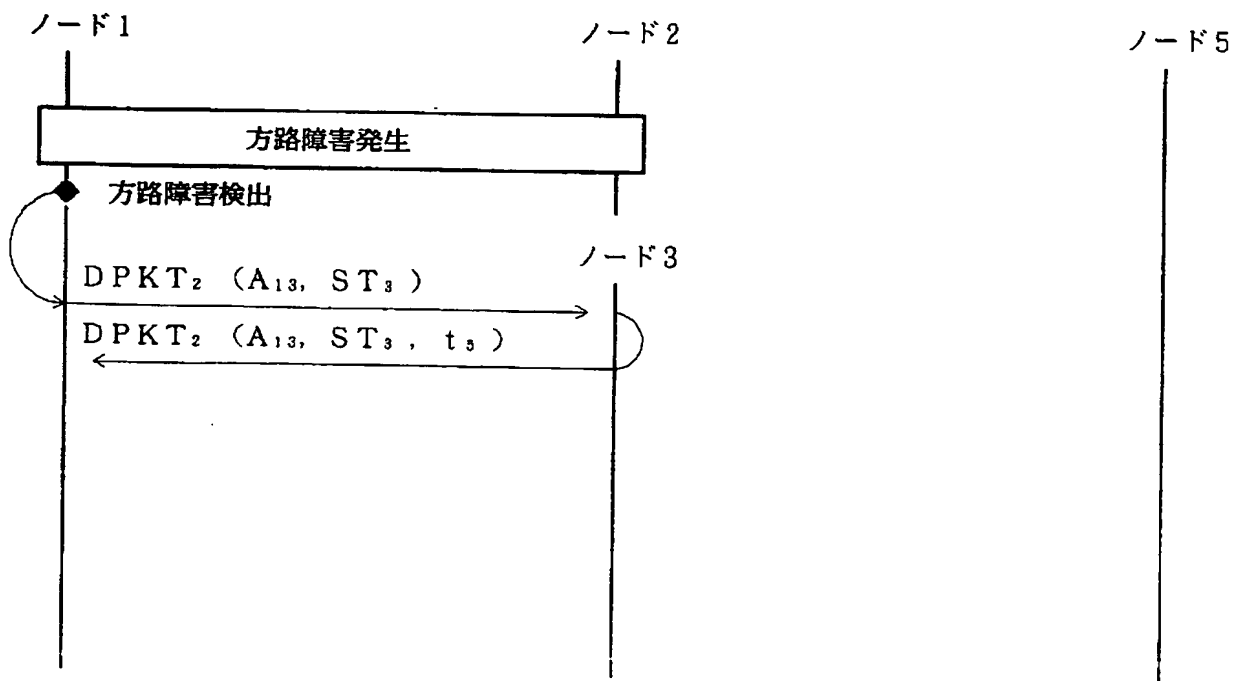 ノード1
ノード2
ノード5
方路障害発生
方路障害検出
ノード3
DPKT₂ (A₁₃, ST₃)
DPKT₂ (A₁₃, ST₃, t₃)